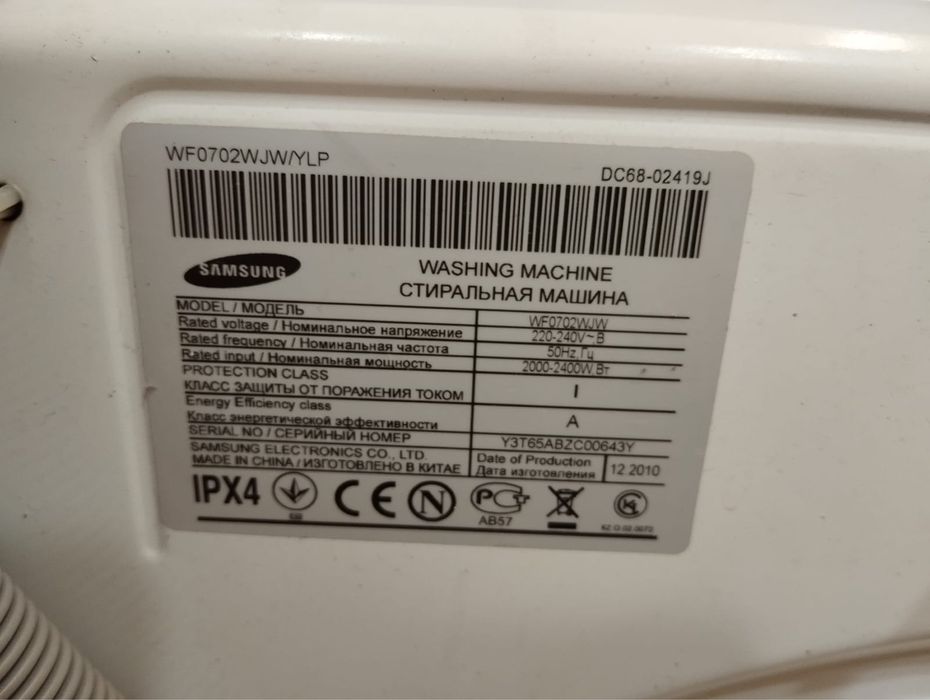 WF0702WJW/YLP
DC68-02419J
SAMSUNG
WASHING MACHINE
СТИРАЛЬНАЯ МАШИНА
MODEL / МОДЕЛЬ WF0702WJW
Rated voltage / Номинальное напряжение 220-240V~В
Rated frequency / Номинальная частота 50Hz,Гц
Rated input / Номинальная мощность 2000-2400W,Вт
PROTECTION CLASS
КЛАСС ЗАЩИТЫ ОТ ПОРАЖЕНИЯ ТОКОМ I
Energy Efficiency class
Класс энергетической эффективности A
SERIAL NO / СЕРИЙНЫЙ НОМЕР Y3T65ABZC00643Y
SAMSUNG ELECTRONICS CO., LTD.
MADE IN CHINA / ИЗГОТОВЛЕНО В КИТАЕ
Date of Production
Дата изготовления
12.2010
IPX4 CE N РСТ
АВ57